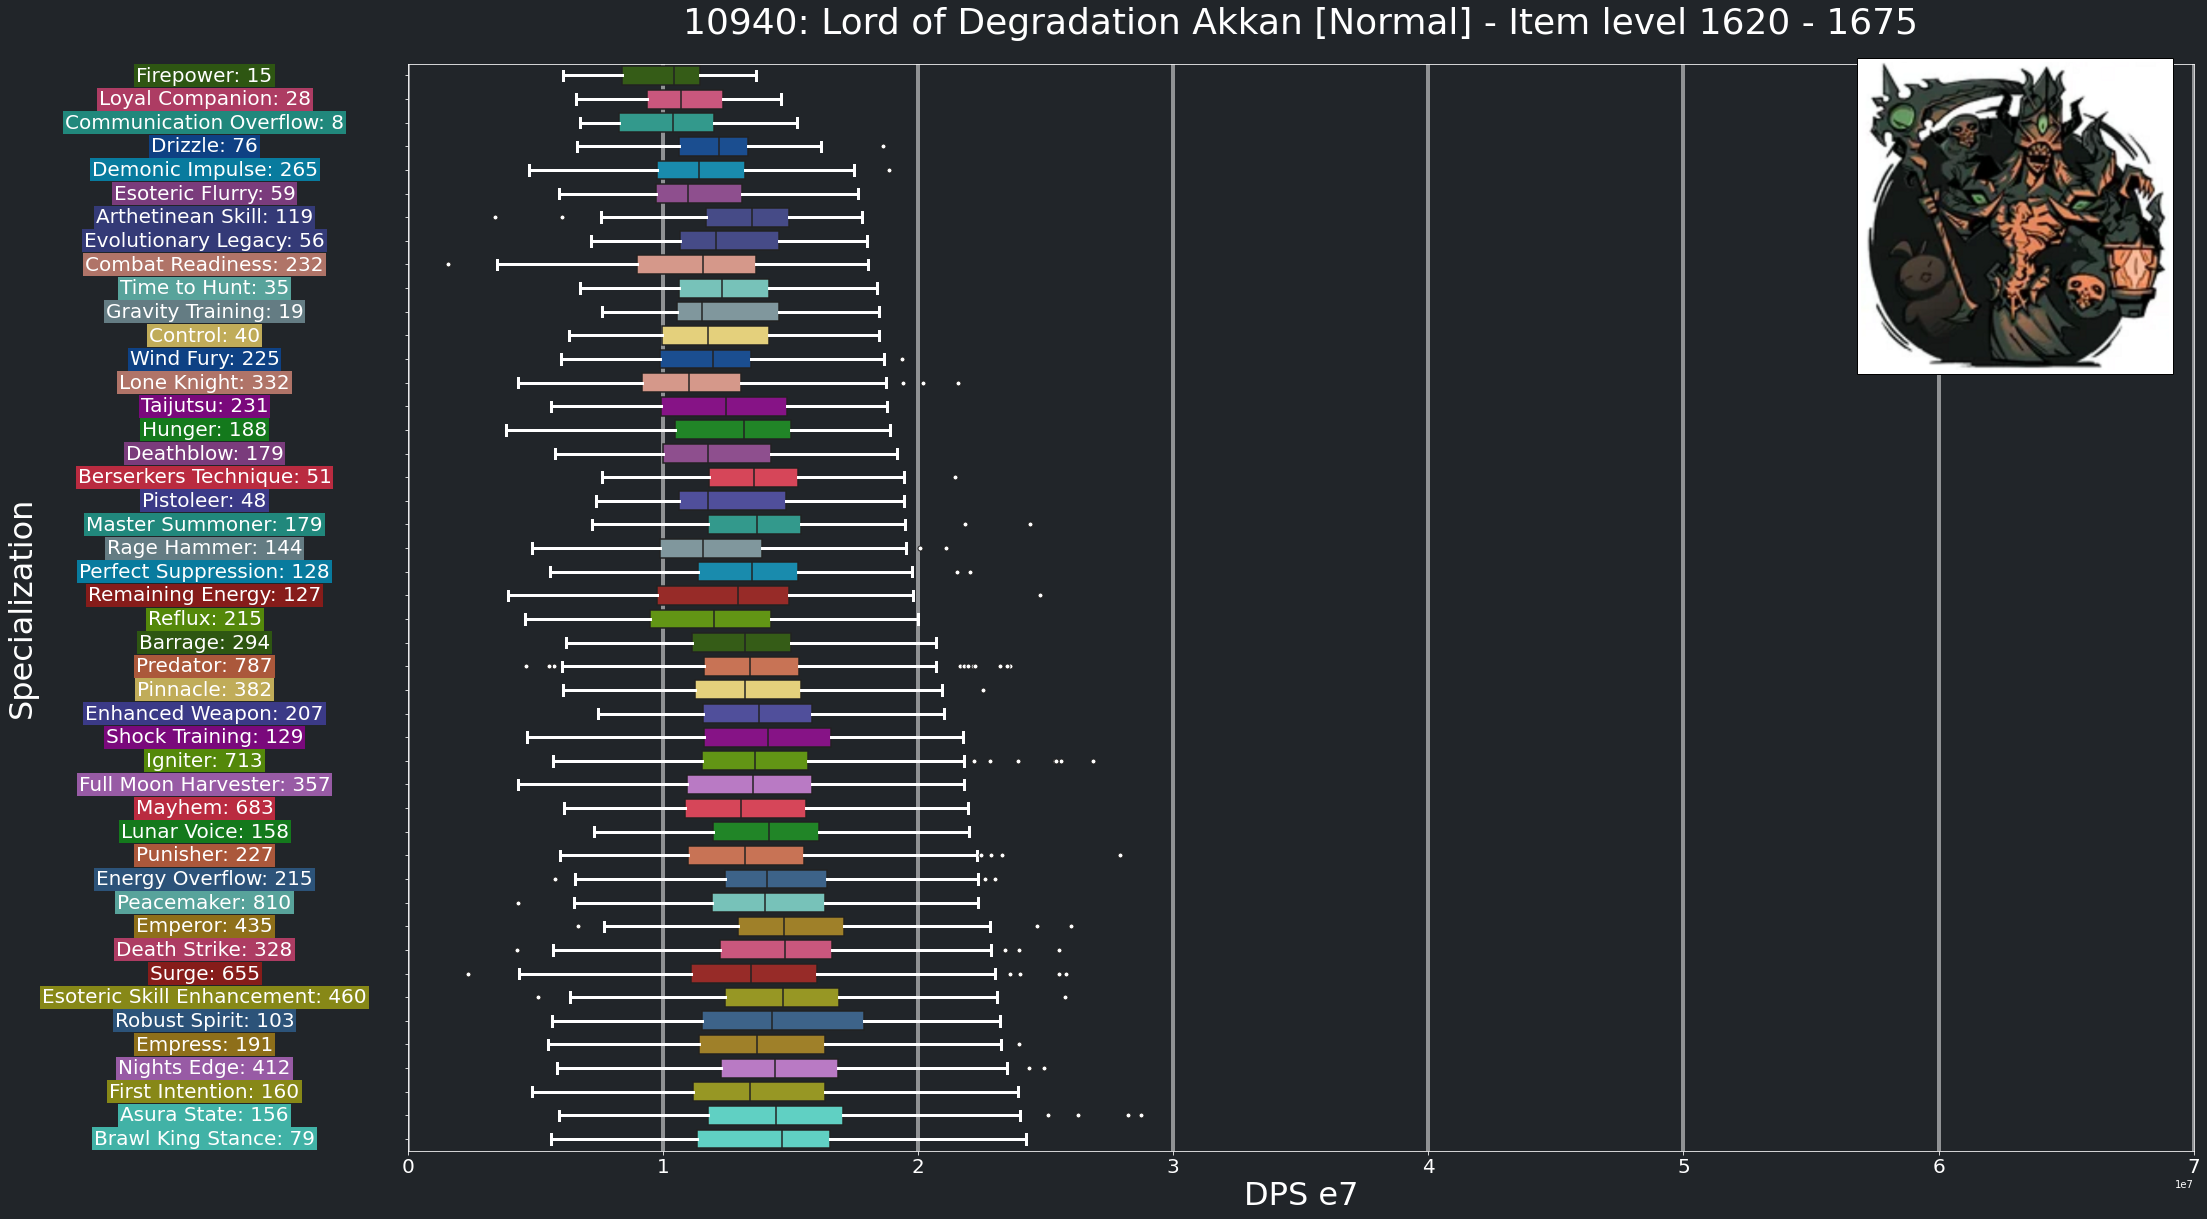 10940: Lord of Degradation Akkan [Normal] - Item level 1620 - 1675
Specialization
Firepower: 15
Loyal Companion: 28
Communication Overflow: 8
Drizzle: 76
Demonic Impulse: 265
Esoteric Flurry: 59
Arthetinean Skill: 119
Evolutionary Legacy: 56
Combat Readiness: 232
Time to Hunt: 35
Gravity Training: 19
Control: 40
Wind Fury: 225
Lone Knight: 332
Taijutsu: 231
Hunger: 188
Deathblow: 179
Berserkers Technique: 51
Pistoleer: 48
Master Summoner: 179
Rage Hammer: 144
Perfect Suppression: 128
Remaining Energy: 127
Reflux: 215
Barrage: 294
Predator: 787
Pinnacle: 382
Enhanced Weapon: 207
Shock Training: 129
Igniter: 713
Full Moon Harvester: 357
Mayhem: 683
Lunar Voice: 158
Punisher: 227
Energy Overflow: 215
Peacemaker: 810
Emperor: 435
Death Strike: 328
Surge: 655
Esoteric Skill Enhancement: 460
Robust Spirit: 103
Empress: 191
Nights Edge: 412
First Intention: 160
Asura State: 156
Brawl King Stance: 79
0 1 2 3 4 5 6 7
1e7
DPS e7